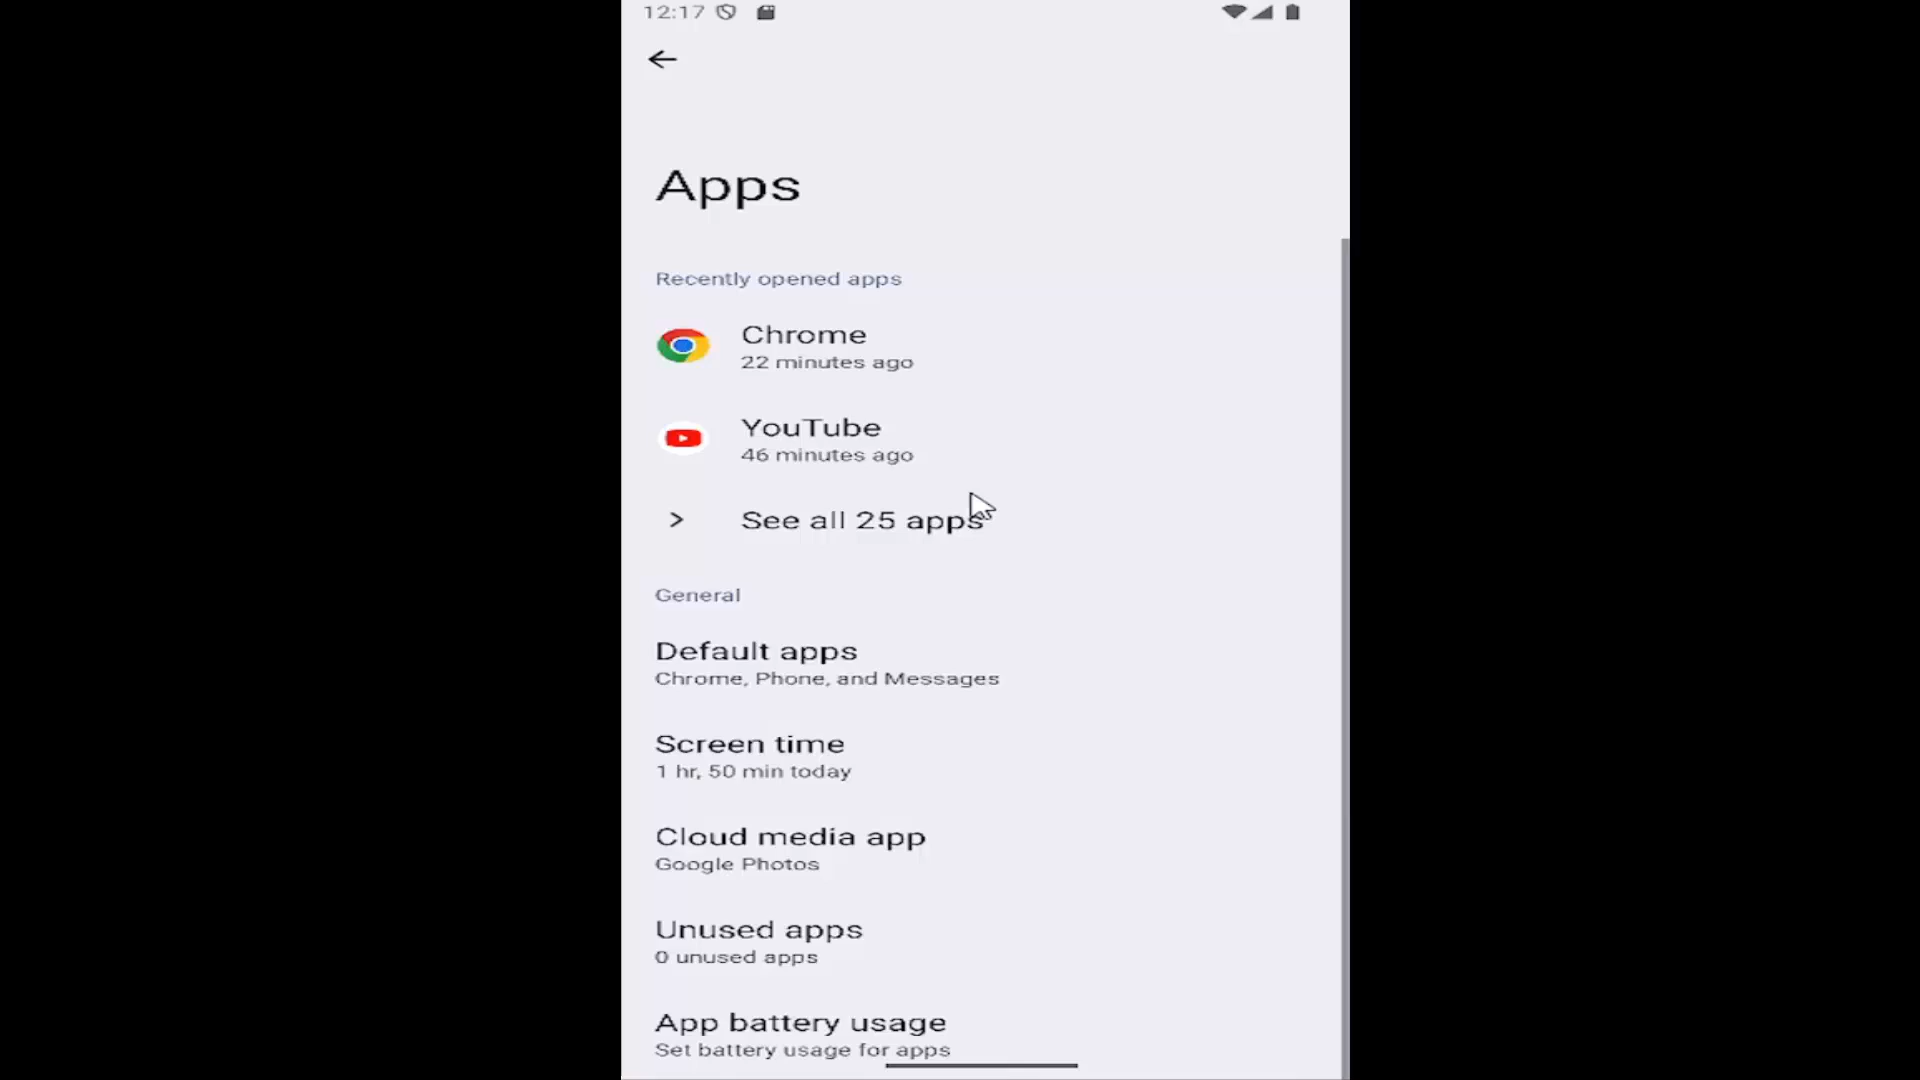 12:17
Apps
Recently opened apps
Chrome
22 minutes ago
YouTube
46 minutes ago
See all 25 apps
General
Default apps
Chrome, Phone, and Messages
Screen time
1 hr, 50 min today
Cloud media app
Google Photos
Unused apps
0 unused apps
App battery usage
Set battery usage for apps